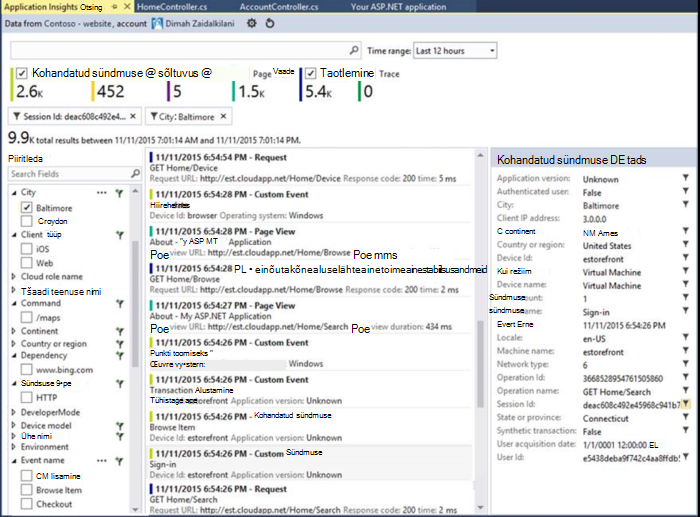 Application Insights Otsing HomeController.cs AccountController.cs Your ASP.NET application
Data from Contoso - website, account Dimah Zaidalkilani
Time range: Last 12 hours
Kohandatud sündmuse @ sõltuvus @ Page Vaade Taotlemine Trace
2.6K 452 5 1.5K 5.4K 0
Session Id: deac608c492e4... City: Baltimore
9.9K total results between 11/11/2015 7:01:14 AM and 11/11/2015 7:01:14 PM.
Piiritleda
Search Fields
City
Baltimore
Croydon
Client tüüp
iOS
Web
Cloud role name
Tšaadi teenuse nimi
Command
/maps
Continent
Country or region
Dependency
www.bing.com
HTTP
DeveloperMode
Device model
Ühe nimi
Environment
Event name
CM lisamine
Browse Item
Checkout
11/11/2015 6:54:54 PM - Request
GET Home/Device
Request URL: http://est.cloudapp.net/Home/Device Response code: 200 time: 5 ms
11/11/2015 6:54:28 PM - Custom Event
Device Id: browser Operating system: Windows
11/11/2015 6:54:28 PM - Page View
About - "y ASP MT Application
Poe view URL: http://est.cloudapp.net/Home/Browse Poe mms
11/11/2015 6:54:28 PL •
GET Home/Browse
Request URL: http://est.cloudapp.net/Home/Browse Response code: 200 time: 2 ms
11/11/2015 6:54:27 PM - Page View
About - My ASP.NET Application
Poe view URL: http://est.cloudapp.net/Home/Search Poe view duration: 434 ms
11/11/2015 6:54:26 PM - Custom Event
Punkti toomiseks "
Windows
11/11/2015 6:54:26 PM - Custom Event
Transaction Alustamine
Tühistage estorefront Application version: Unknown
11/11/2015 6:54:26 PM - Kohandatud sündmuse
Browse Item
Device Id: estorefront Application version: Unknown
11/11/2015 6:54:26 PM - Custom Sündmuse
Sign-in
Device Id: estorefront Application version: Unknown
11/11/2015 6:54:26 PM - Request
GET Home/Search
Request URL: http://est.cloudapp.net/Home/Search Response code: 200 time: 2 ms
Kohandatud sündmuse DE tads
Application version: Unknown
Authenticated user: False
City: Baltimore
Client IP address: 3.0.0.0
C continent NM Ames
Country or region: United States
Device Id: estorefront
Kui režiim Virtual Machine
Device name: Virtual Machine
Sündmuse ount: 1
sündmuse ame: Sign-in
Evert Erne 11/11/2015 6:54:26 PM
Locale: en-US
Machine name: estorefront
Network type: 6
Operation Id: 3668528954761505860
Operation name: GET Home/Search
Session Id: deac608c492e45968c941b7
State or province: Connecticut
Synthetic transaction: False
User acquisition date: 1/1/0001 12:00:00 EL
User Id: e5438deba9f742c4aa8ffdb5